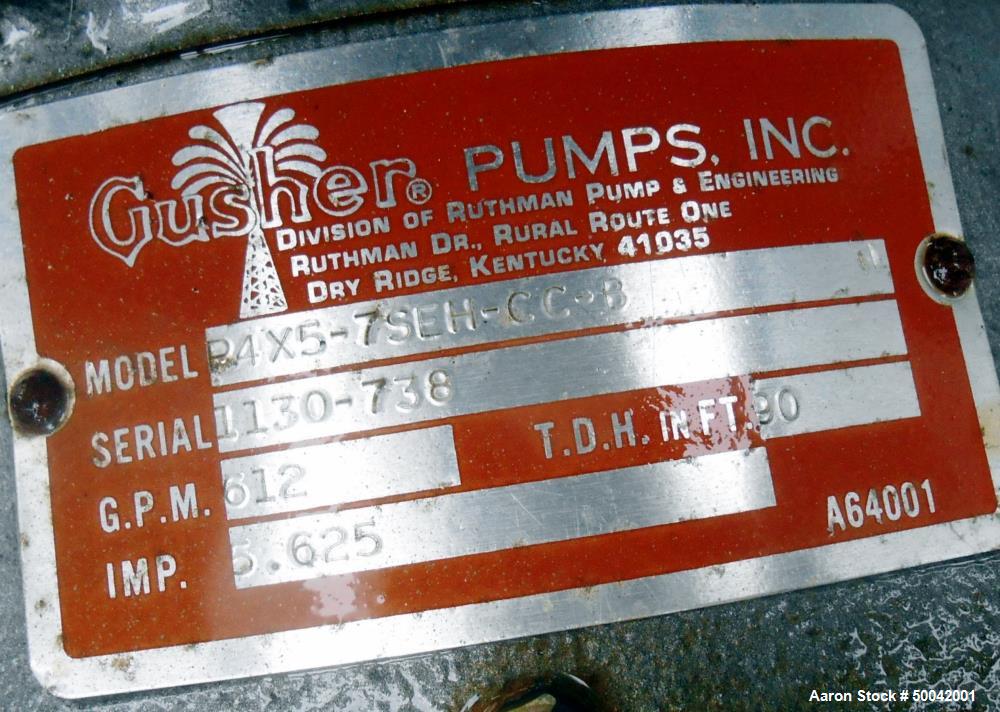 Gusher® PUMPS, INC.
DIVISION OF RUTHMAN PUMP & ENGINEERING
RUTHMAN DR., RURAL ROUTE ONE
DRY RIDGE, KENTUCKY 41035
MODEL P4X5-7SEH-CC-B
SERIAL 1130-738
G.P.M. 612 T.D.H. IN FT. 90
IMP. 5.625
A64001
Aaron Stock # 50042001